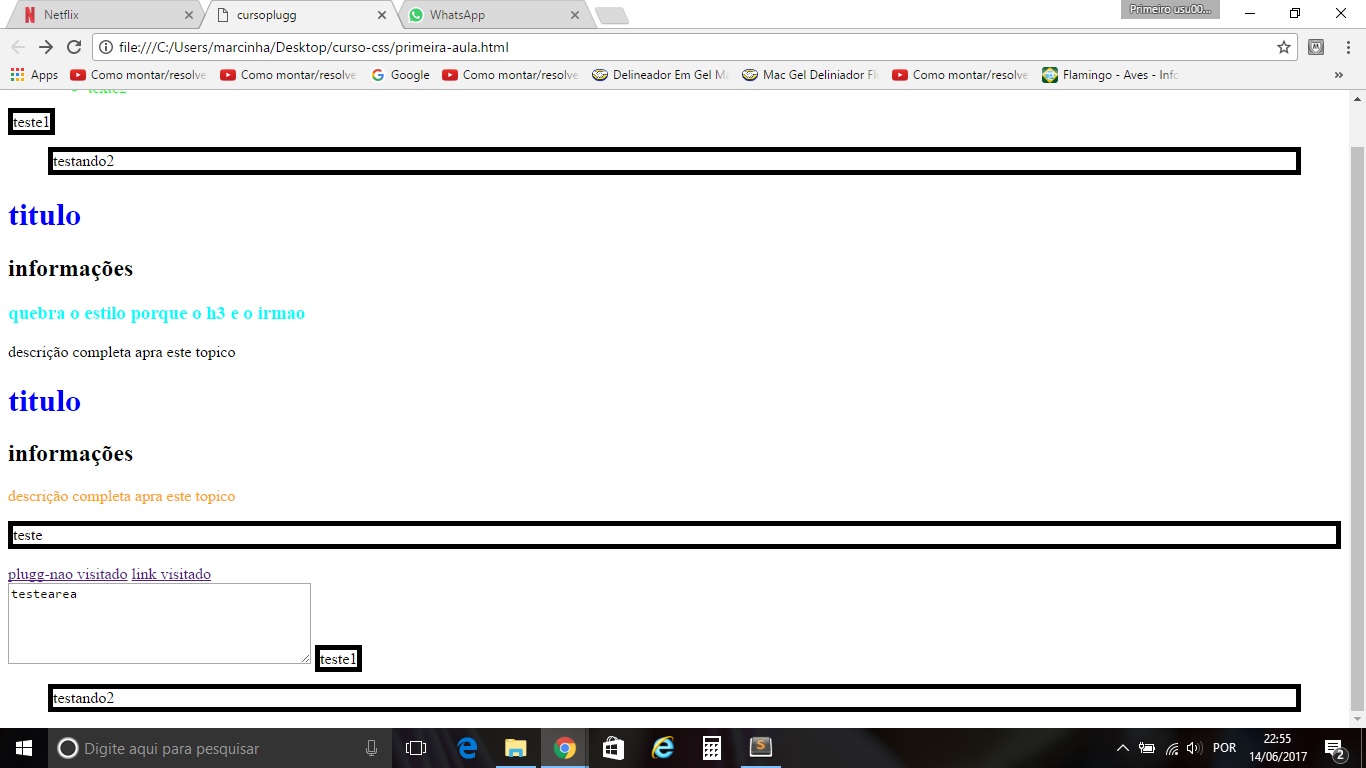 Netflix
cursoplugg
WhatsApp
Primeiro usu00...
file:///C:/Users/marcinha/Desktop/curso-css/primeira-aula.html
Apps Como montar/resolve Como montar/resolve Google Como montar/resolve Delineador Em Gel Ma Mac Gel Deliniador Fl Como montar/resolve Flamingo - Aves - Info »
teste1
testando2
titulo
informações
quebra o estilo porque o h3 e o irmao
descrição completa apra este topico
titulo
informações
descrição completa apra este topico
teste
plugg-nao visitado link visitado
testearea
teste1
testando2
Digite aqui para pesquisar
POR
22:55
14/06/2017
2